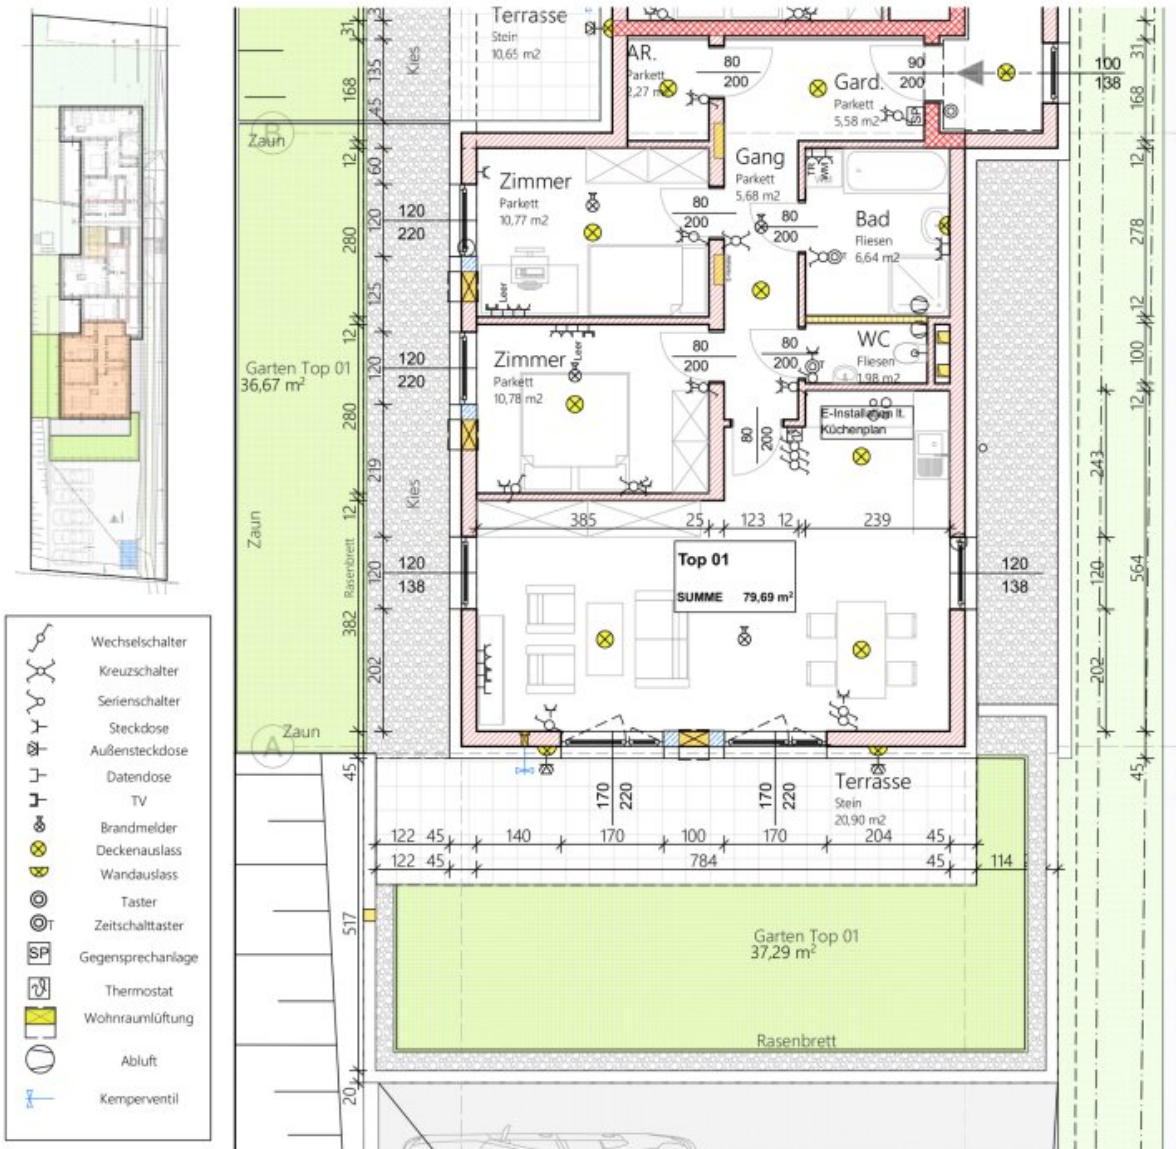 Terrasse
Stein
10,65 m2
AR.
Parkett
2,27 m
80
200
90
200
Gard.
Parkett
5,58 m2
SP
100
138
Kies
31
135
168
45
B
Zaun
12
60
Zimmer
Parkett
10,77 m2
Gang
Parkett
5,68 m2
TR
WM
Bad
Fliesen
6,64 m2
80
200
80
200
120
220
120
280
125
Leer
31
168
12
278
12
Garten Top 01
36,67 m²
12
120
120
220
Zimmer
Parkett
10,78 m2
Leer
80
200
80
200
WC
Fliesen
1,98 m2
100
12
280
219
12
Kies
Zaun
Rasenbrett
80
200
E-Installation lt.
Küchenplan
243
385
25
123
12
239
Top 01
SUMME 79,69 m²
120
138
120
382
202
120
138
120
564
202
Zaun
A
45
45
170
220
170
220
Terrasse
Stein
20,90 m2
122
45
140
170
100
170
204
45
122
45
784
45
114
517
Garten Top 01
37,29 m²
Rasenbrett
20
Wechselschalter
Kreuzschalter
Serienschalter
Steckdose
Außensteckdose
Datendose
TV
Brandmelder
Deckenauslass
Wandauslass
Taster
T
Zeitschalttaster
SP
Gegensprechanlage
Thermostat
Wohnraumlüftung
Abluft
Kemperventil